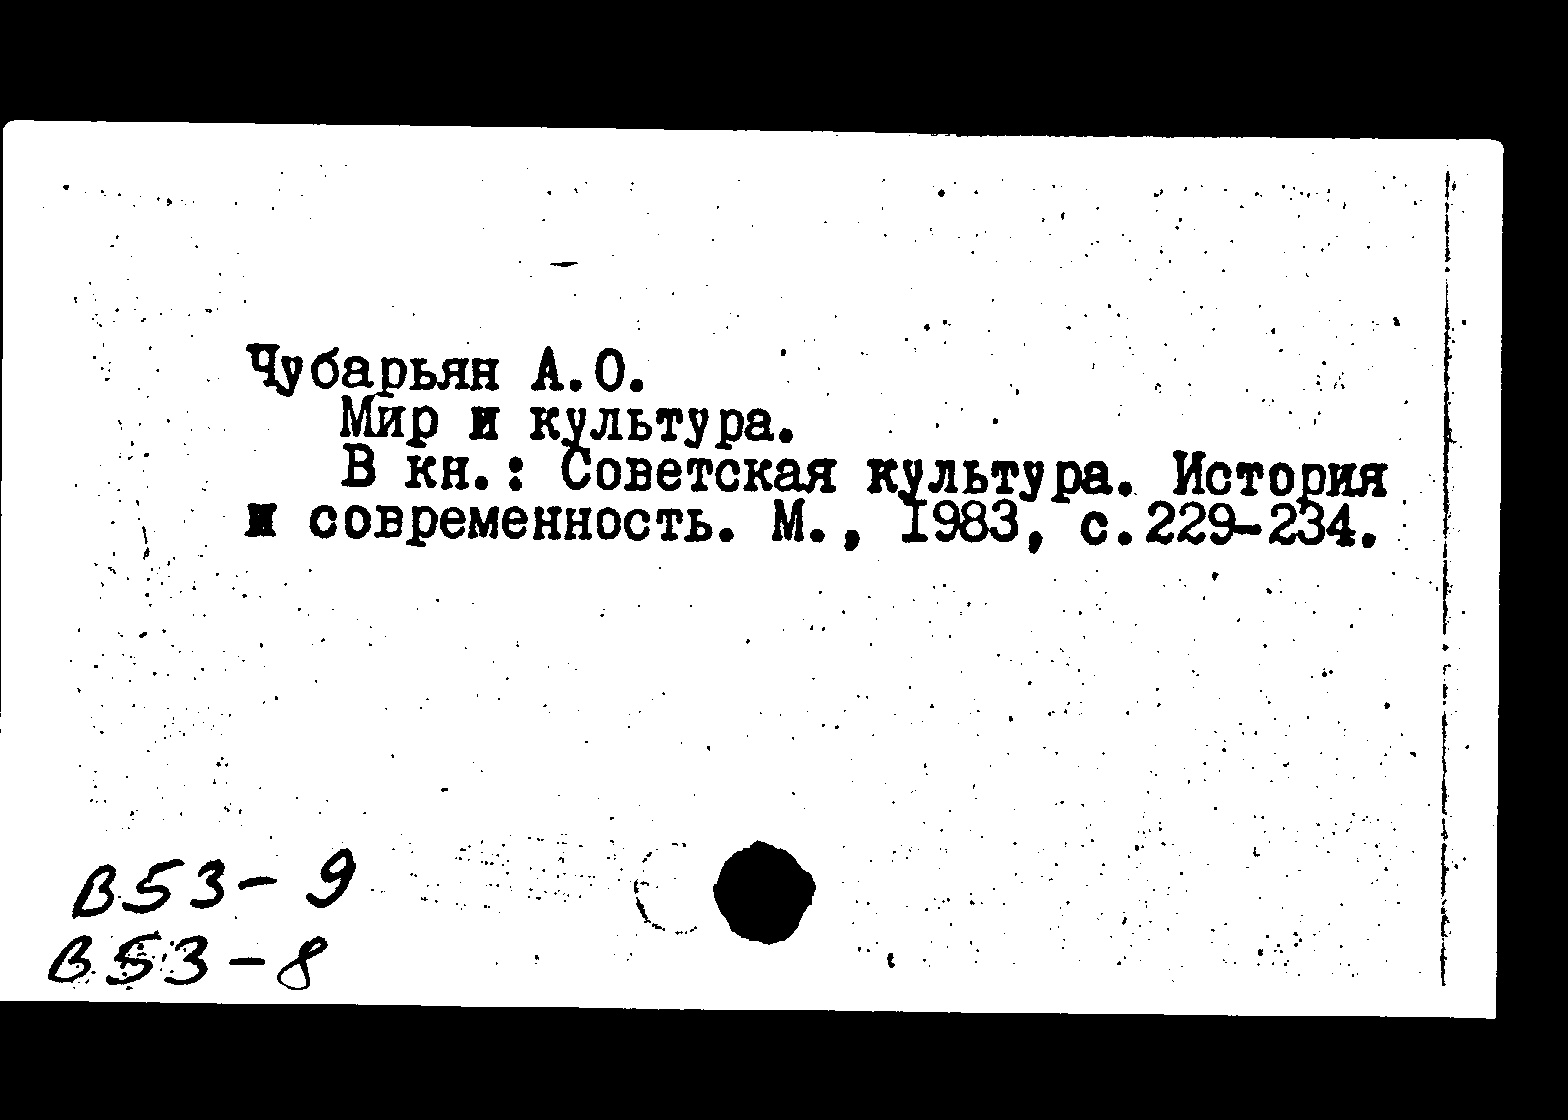 Чубарьян А.О.
Мир и культура.
В кн.: Советская культура. История
и современность. М., 1983, с.229-234.
В53-9
В53-8